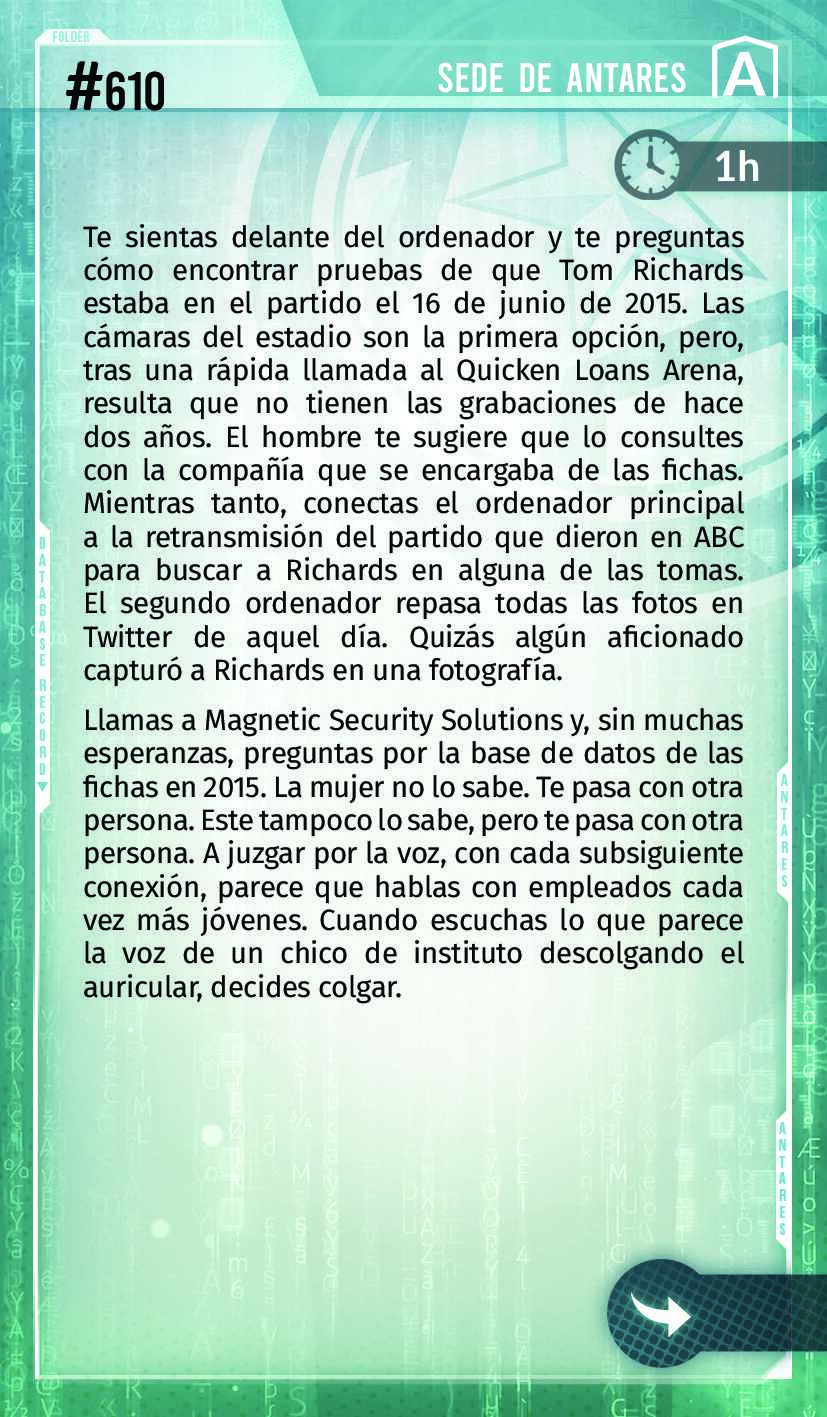 FOLDER
#610
SEDE DE ANTARES
A
1h
Te sientas delante del ordenador y te preguntas
cómo encontrar pruebas de que Tom Richards
estaba en el partido el 16 de junio de 2015. Las
cámaras del estadio son la primera opción, pero,
tras una rápida llamada al Quicken Loans Arena,
resulta que no tienen las grabaciones de hace
dos años. El hombre te sugiere que lo consultes
con la compañía que se encargaba de las fichas.
Mientras tanto, conectas el ordenador principal
a la retransmisión del partido que dieron en ABC
para buscar a Richards en alguna de las tomas.
El segundo ordenador repasa todas las fotos en
Twitter de aquel día. Quizás algún aficionado
capturó a Richards en una fotografía.
Llamas a Magnetic Security Solutions y, sin muchas
esperanzas, preguntas por la base de datos de las
fichas en 2015. La mujer no lo sabe. Te pasa con otra
persona. Este tampoco lo sabe, pero te pasa con otra
persona. A juzgar por la voz, con cada subsiguiente
conexión, parece que hablas con empleados cada
vez más jóvenes. Cuando escuchas lo que parece
la voz de un chico de instituto descolgando el
auricular, decides colgar.
DATABASE RECORD
ANTARES
ANTARES